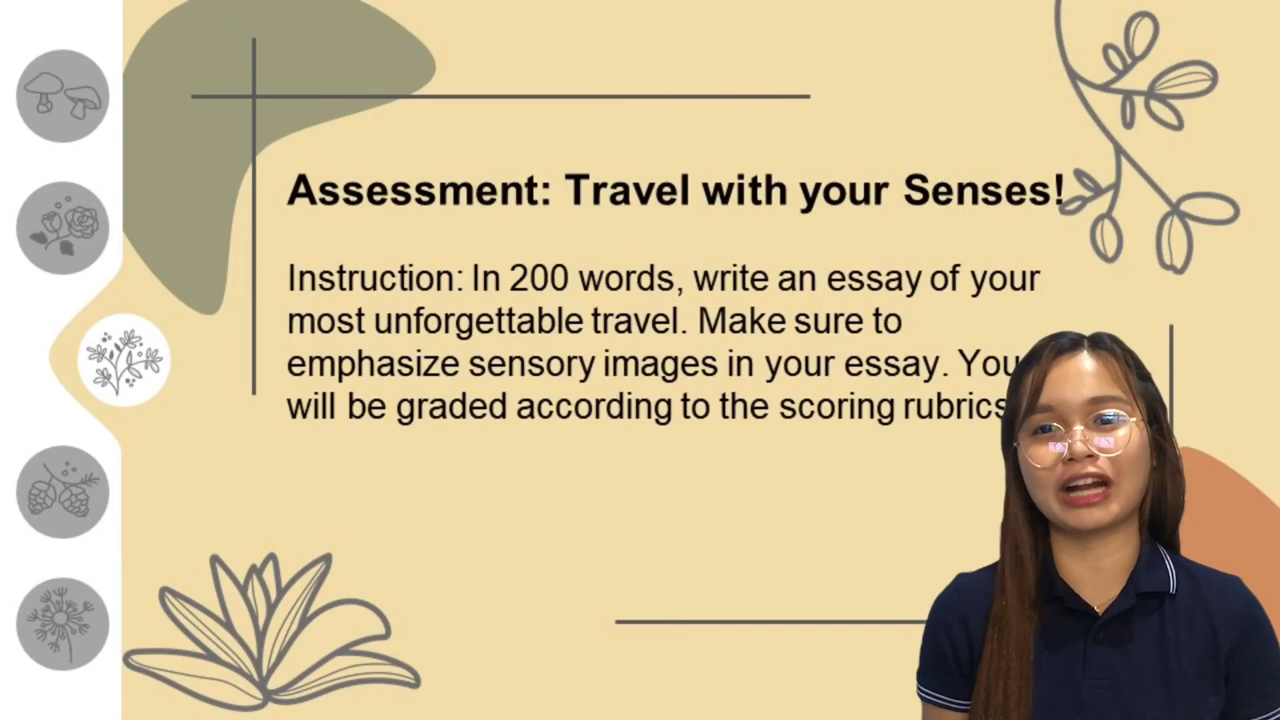 Assessment: Travel with your Senses!
Instruction: In 200 words, write an essay of your
most unforgettable travel. Make sure to
emphasize sensory images in your essay. You
will be graded according to the scoring rubrics